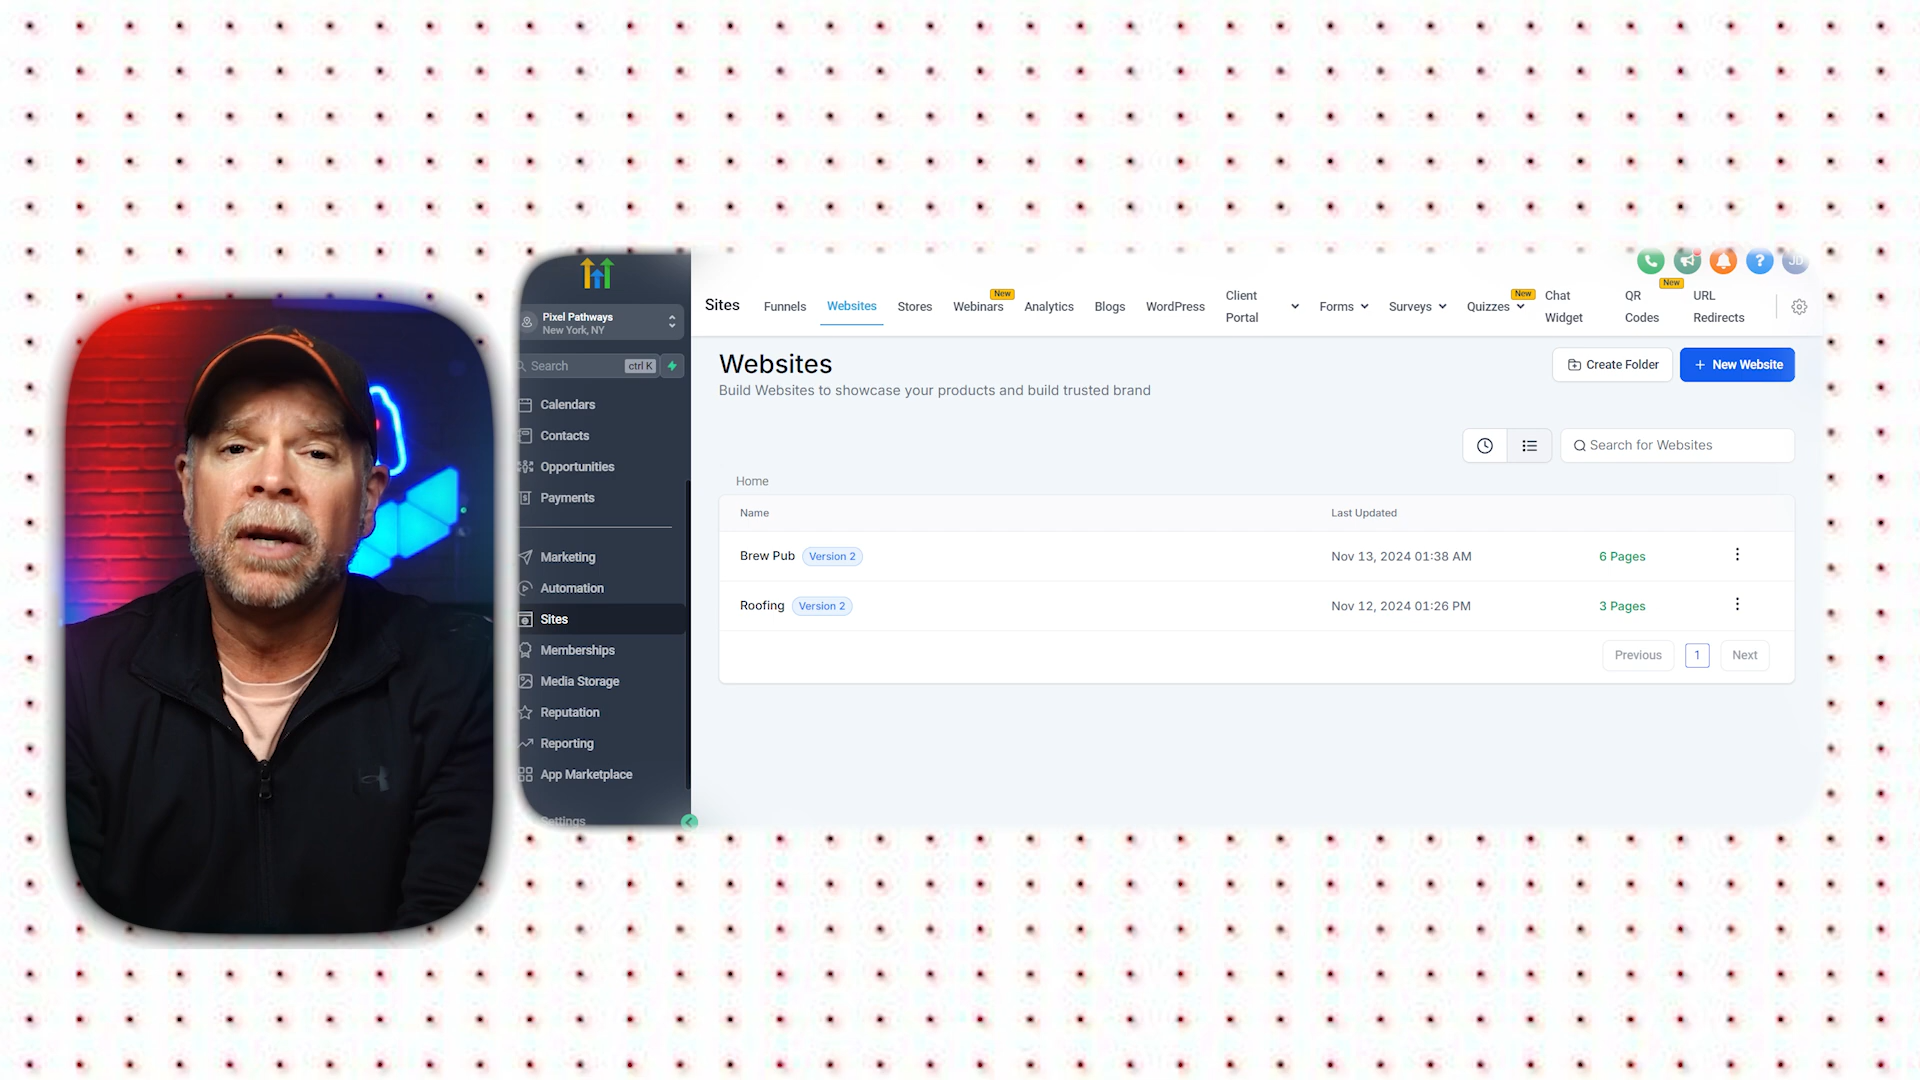 Pixel Pathways
New York, NY
Search
ctrl K
Calendars
Contacts
Opportunities
Payments
Marketing
Automation
Sites
Memberships
Media Storage
Reputation
Reporting
App Marketplace
Settings
JD
Sites
Funnels
Websites
Stores
Webinars
New
Analytics
Blogs
WordPress
Client
Portal
Forms
Surveys
Quizzes
New
Chat
Widget
QR
Codes
New
URL
Redirects
Websites
Build Websites to showcase your products and build trusted brand
Create Folder
+ New Website
Search for Websites
Home
Name Last Updated
Brew Pub Version 2 Nov 13, 2024 01:38 AM 6 Pages
Roofing Version 2 Nov 12, 2024 01:26 PM 3 Pages
Previous 1 Next